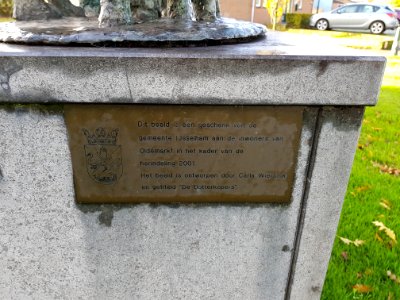 Dit beeld is een geschenk van de
gemeente IJsselham aan de inwoners van
Oldemarkt in het kader van de
herindeling 2001.
Het beeld is ontworpen door Carla
en getiteld "De Botterkopers"